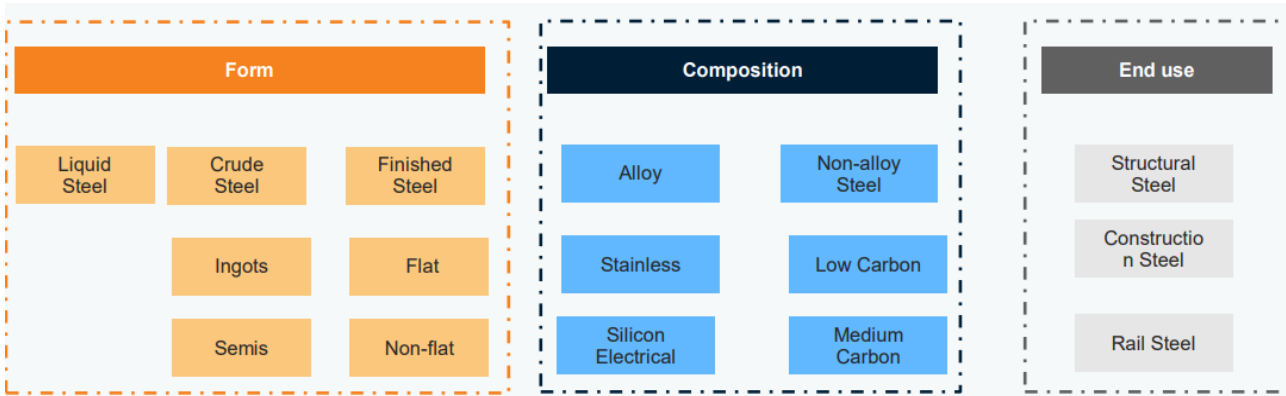 Form
Composition
End use
Liquid
Steel
Crude
Steel
Finished
Steel
Alloy
Non-alloy
Steel
Structural
Steel
Ingots
Flat
Stainless
Low Carbon
Constructio
n Steel
Semis
Non-flat
Silicon
Electrical
Medium
Carbon
Rail Steel